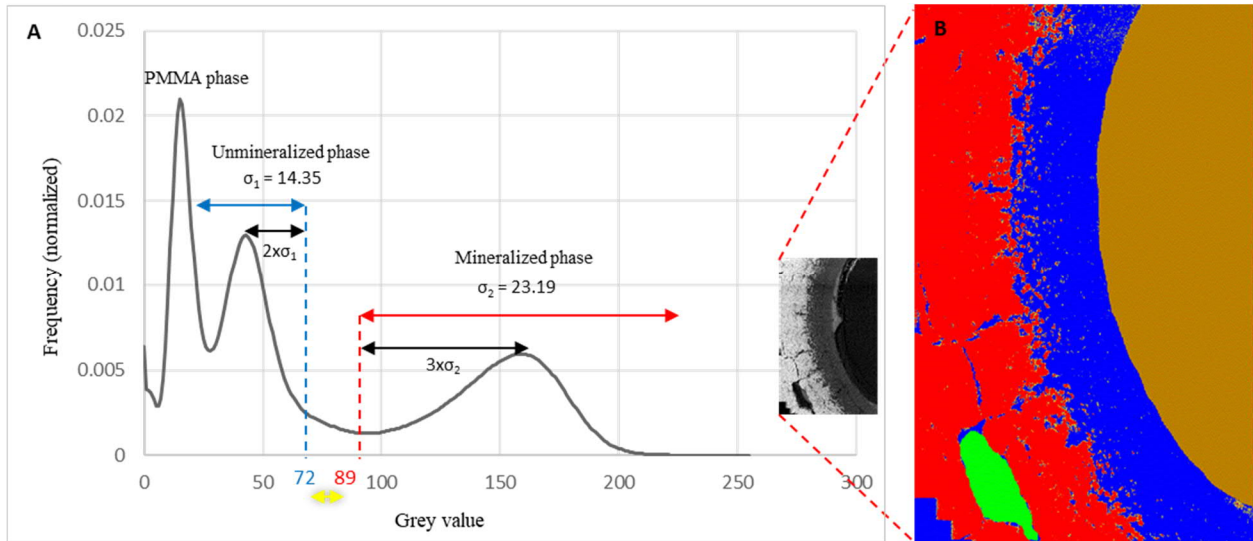 A
B
0.025
PMMA phase
0.02
Unmineralized phase
σ1 = 14.35
0.015
2xσ1
Mineralized phase
σ2 = 23.19
0.01
3xσ2
0.005
0
Frequency (normalized)
0 50 72 89 100 150 200 250 300
Grey value